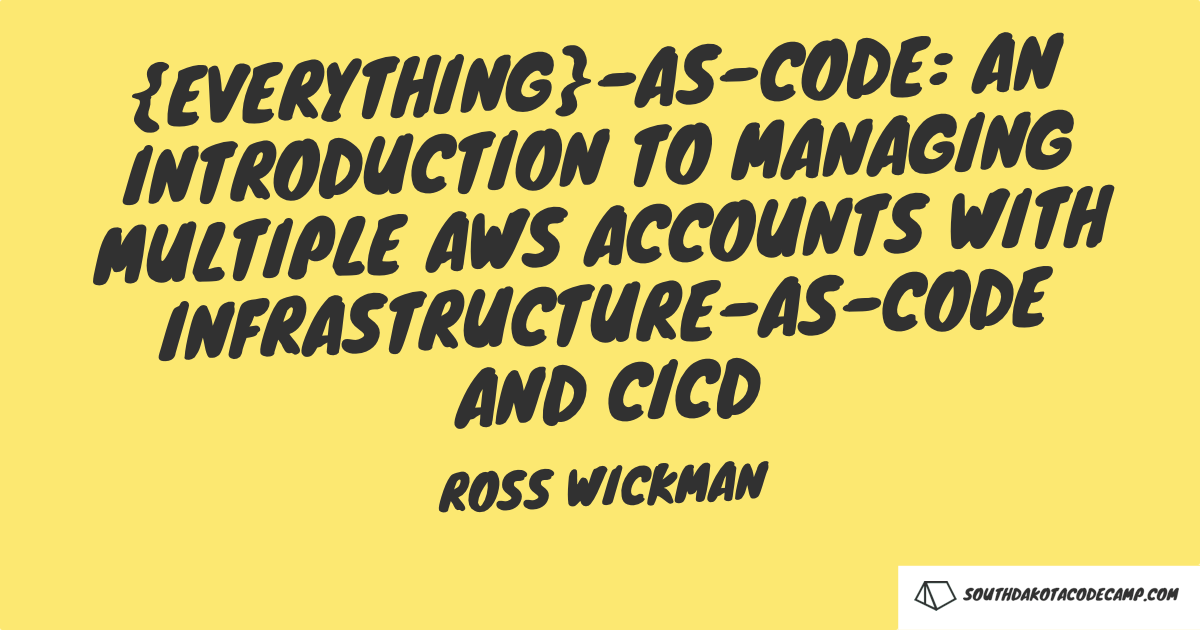 {EVERYTHING}-AS-CODE: AN
INTRODUCTION TO MANAGING
MULTIPLE AWS ACCOUNTS WITH
INFRASTRUCTURE-AS-CODE
AND CICD
ROSS WICKMAN
SOUTHDAKOTACODECAMP.COM